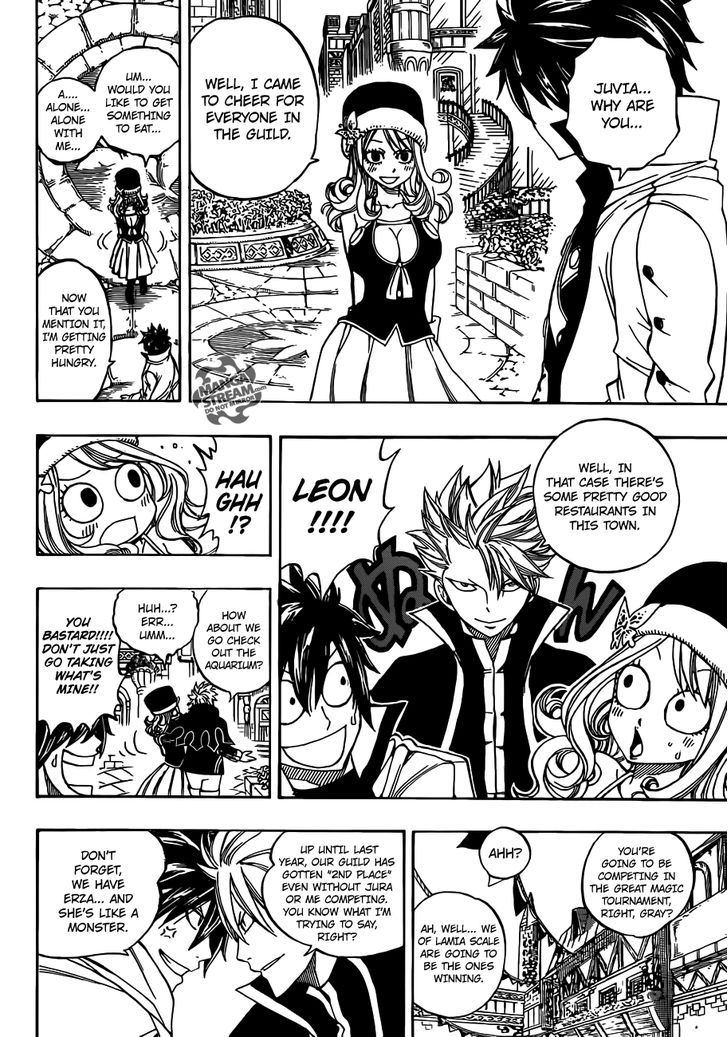 JUVIA...
WHY ARE
YOU...
WELL, I CAME
TO CHEER FOR
EVERYONE
IN THE GUILD.
UM...
WOULD YOU
LIKE TO GET
SOMETHING
TO EAT...
A....
ALONE...
ALONE
WITH
ME...
NOW
THAT YOU
MENTION IT,
I'M GETTING
PRETTY
HUNGRY.
MANGA
STREAM.com
DO NOT MIRROR
WELL, IN
THAT CASE THERE'S
SOME PRETTY GOOD
RESTAURANTS
IN THIS TOWN.
LEON
!!!!
HAU
GHH
!?
HOW
ABOUT WE
GO CHECK
OUT THE
AQUARIUM?
HUH...?
ERR...
UMM...
YOU
BASTARD!!!!
DON'T JUST
GO TAKING
WHAT'S
MINE!!
YOU'RE
GOING TO BE
COMPETING IN
THE GREAT MAGIC
TOURNAMENT,
RIGHT, GRAY?
AHH?
AH, WELL... WE
OF LAMIA SCALE
ARE GOING TO
BE THE ONES
WINNING.
UP UNTIL LAST
YEAR, OUR GUILD HAS
GOTTEN "2ND PLACE"
EVEN WITHOUT JURA
OR ME COMPETING.
YOU KNOW WHAT I'M
TRYING TO SAY,
RIGHT?
DON'T
FORGET,
WE HAVE
ERZA... AND
SHE'S LIKE A
MONSTER.